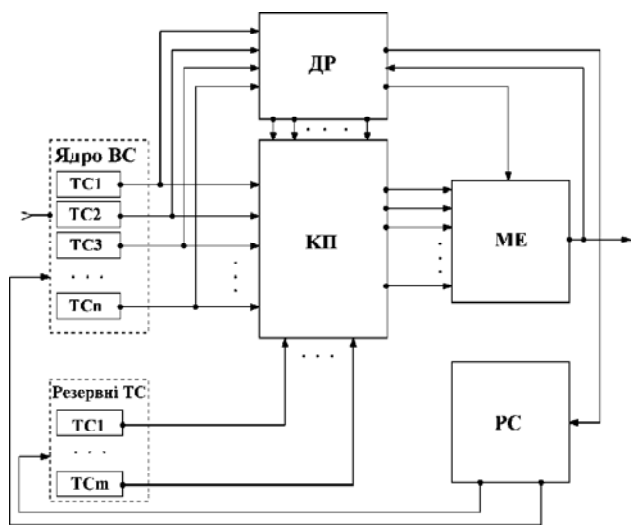 ДР
Ядро ВС
ТС1
ТС2
ТС3
. . .
ТСn
КП
МЕ
Резервні ТС
ТС1
. . .
ТСm
РС